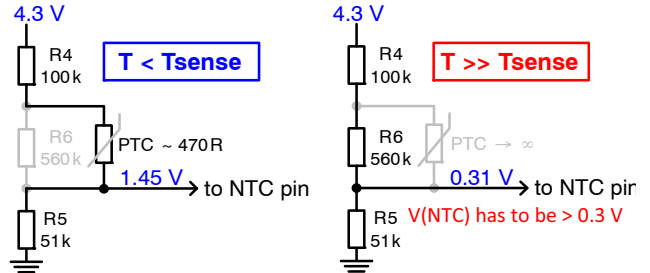 4.3 V
R4
100k
T < Tsense
R6
560k
PTC ~ 470R
1.45 V
to NTC pin
R5
51k
4.3 V
R4
100k
T >> Tsense
R6
560k
PTC → ∞
0.31 V
to NTC pin
R5
51k
V(NTC) has to be > 0.3 V